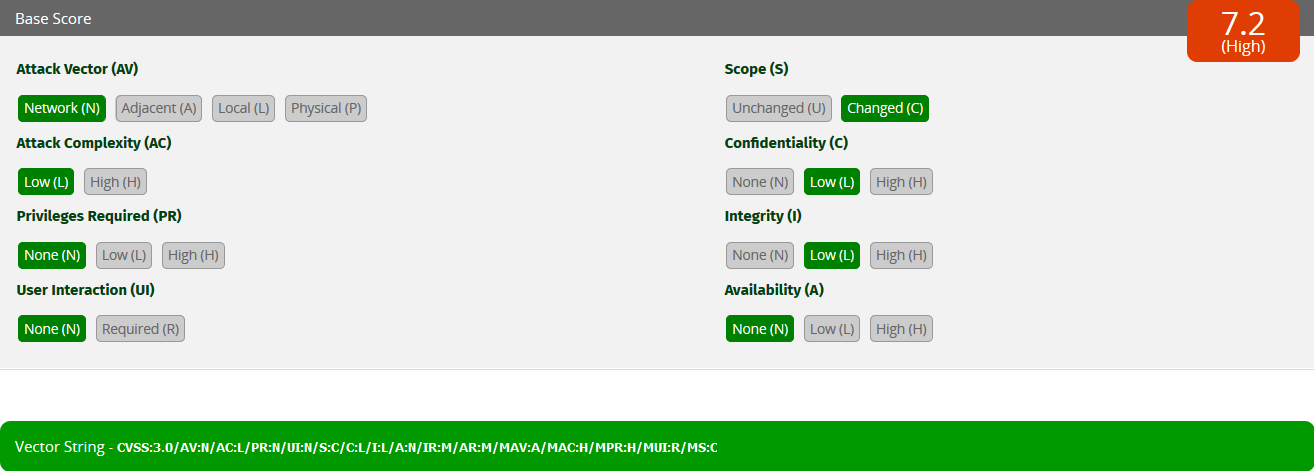 Base Score
7.2
(High)
Attack Vector (AV)
Network (N) Adjacent (A) Local (L) Physical (P)
Attack Complexity (AC)
Low (L) High (H)
Privileges Required (PR)
None (N) Low (L) High (H)
User Interaction (UI)
None (N) Required (R)
Scope (S)
Unchanged (U) Changed (C)
Confidentiality (C)
None (N) Low (L) High (H)
Integrity (I)
None (N) Low (L) High (H)
Availability (A)
None (N) Low (L) High (H)
Vector String - CVSS:3.0/AV:N/AC:L/PR:N/UI:N/S:C/C:L/I:L/A:N/IR:M/AR:M/MAV:A/MAC:H/MPR:H/MUI:R/MS:C